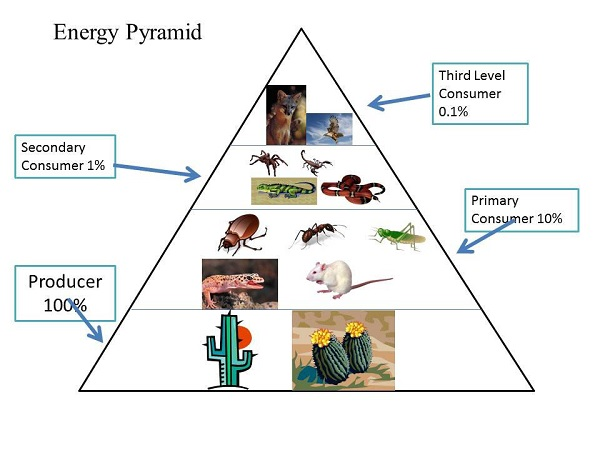 Energy Pyramid
Third Level
Consumer
0.1%
Secondary
Consumer 1%
Primary
Consumer 10%
Producer
100%